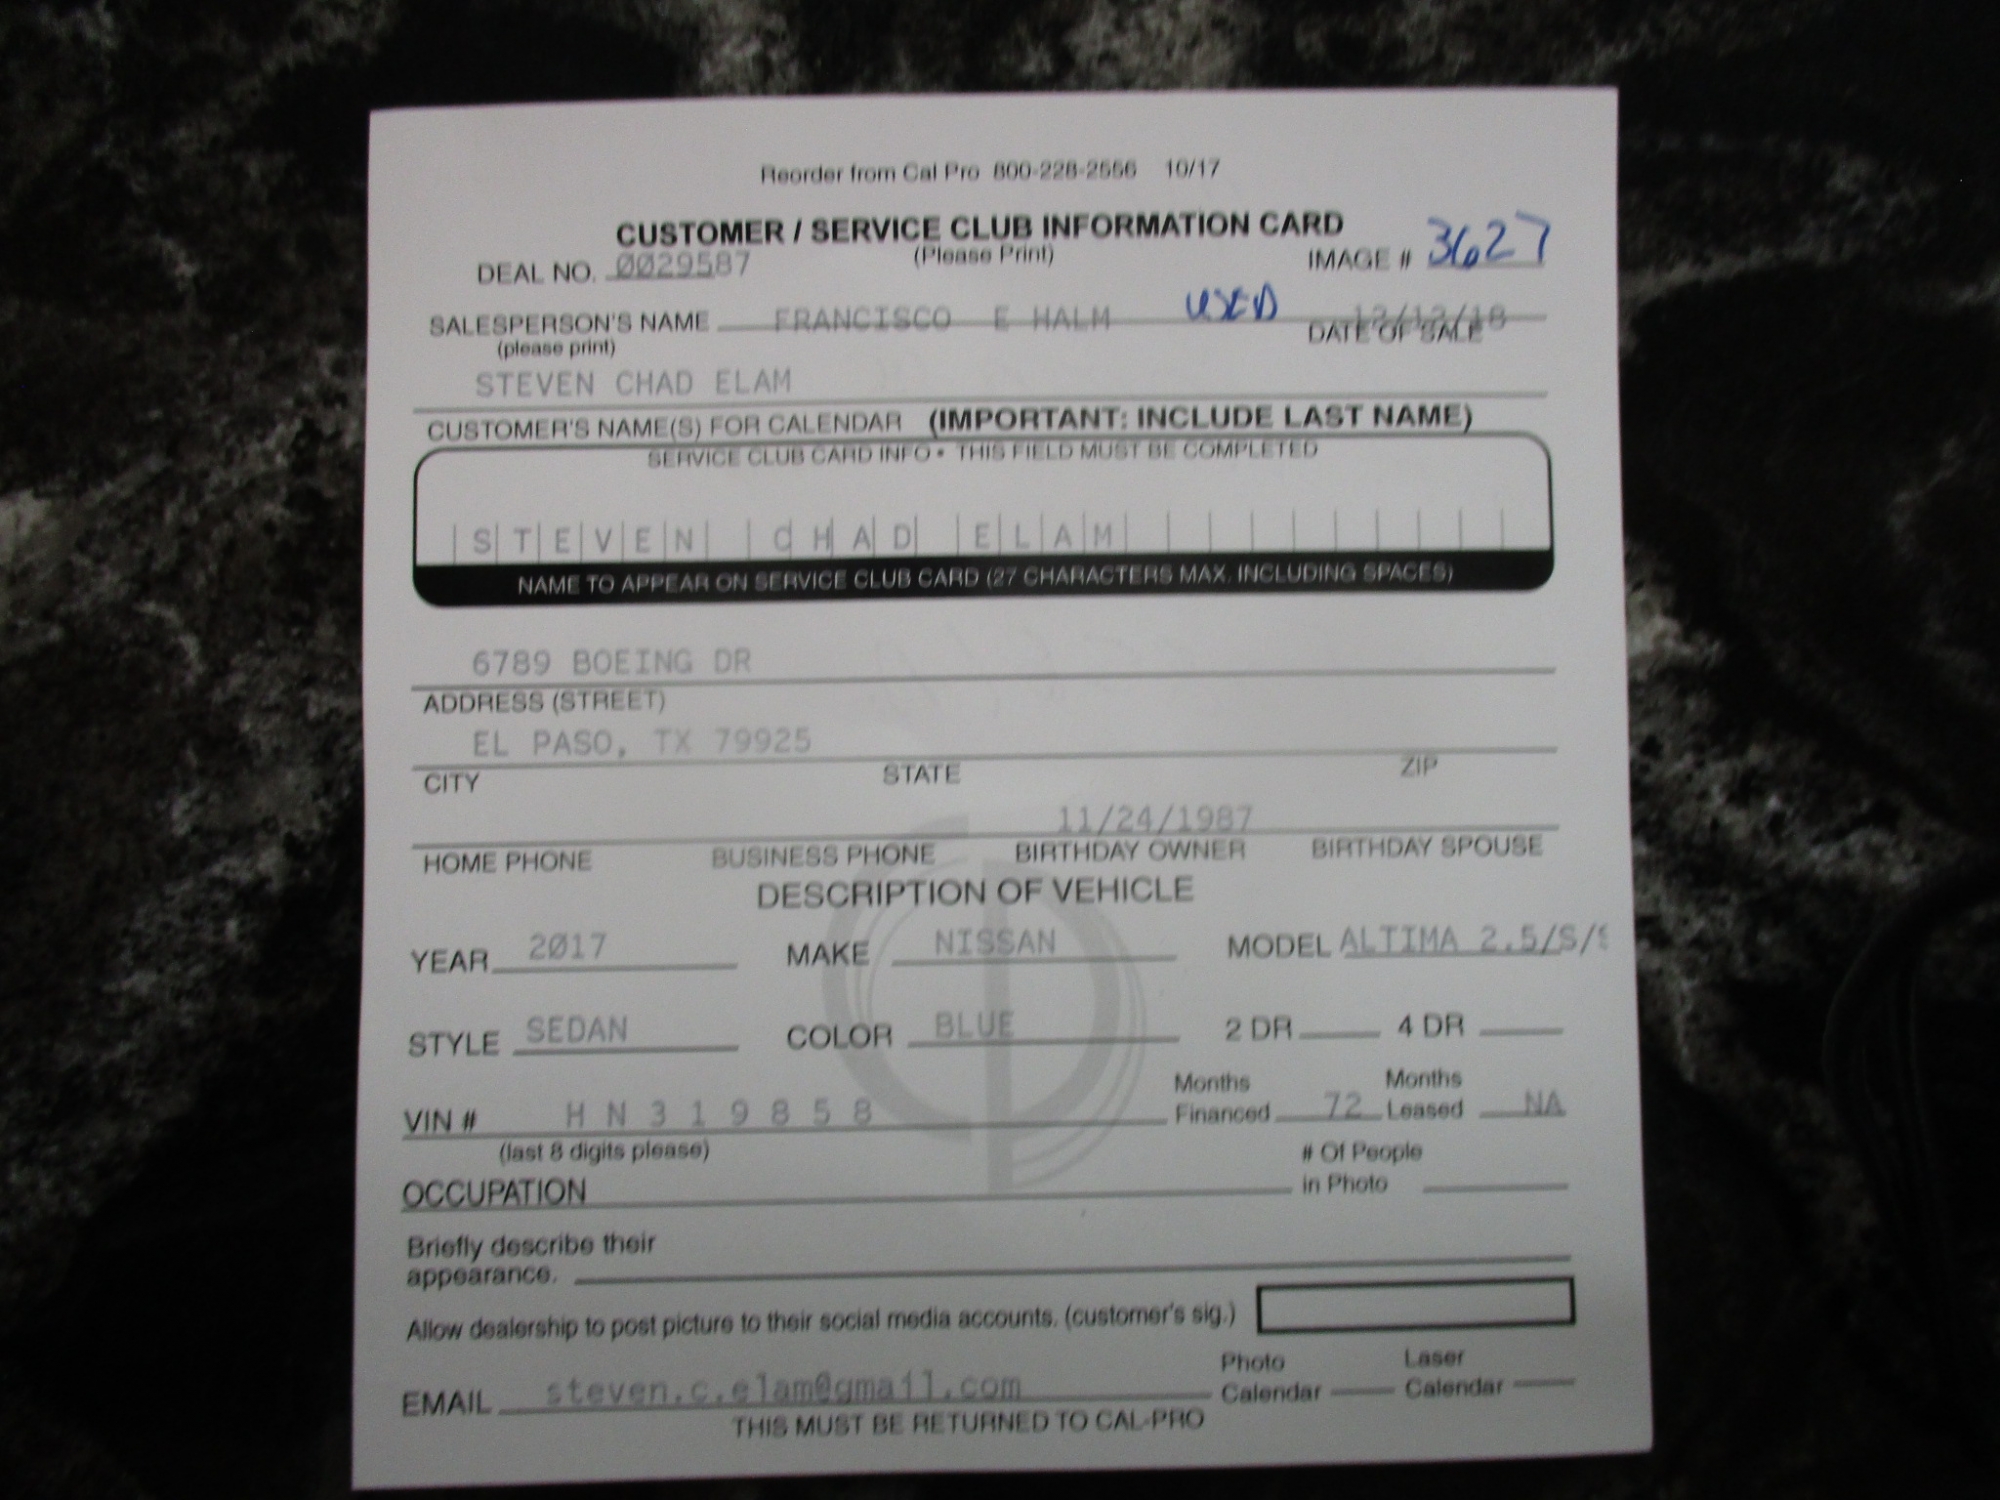 Reorder from Cal Pro 800-228-2556 10/17
CUSTOMER / SERVICE CLUB INFORMATION CARD
(Please Print)
DEAL NO. 0029587 IMAGE # 3627
SALESPERSON'S NAME FRANCISCO E HALM USED
(please print) DATE OF SALE
STEVEN CHAD ELAM
CUSTOMER'S NAME(S) FOR CALENDAR (IMPORTANT: INCLUDE LAST NAME)
SERVICE CLUB CARD INFO • THIS FIELD MUST BE COMPLETED
STEVEN CHAD ELAM
NAME TO APPEAR ON SERVICE CLUB CARD (27 CHARACTERS MAX. INCLUDING SPACES)
6789 BOEING DR
ADDRESS (STREET)
EL PASO, TX 79925
CITY STATE ZIP
11/24/1987
HOME PHONE BUSINESS PHONE BIRTHDAY OWNER BIRTHDAY SPOUSE
DESCRIPTION OF VEHICLE
YEAR 2017 MAKE NISSAN MODEL ALTIMA 2.5/S/
STYLE SEDAN COLOR BLUE 2 DR 4 DR
Months Months
VIN # H N 3 1 9 8 5 8 Financed 72 Leased NA
(last 8 digits please) # Of People
OCCUPATION in Photo
Briefly describe their
appearance.
Allow dealership to post picture to their social media accounts. (customer's sig.)
Photo Laser
EMAIL steven.c.elam@gmail.com Calendar Calendar
THIS MUST BE RETURNED TO CAL-PRO